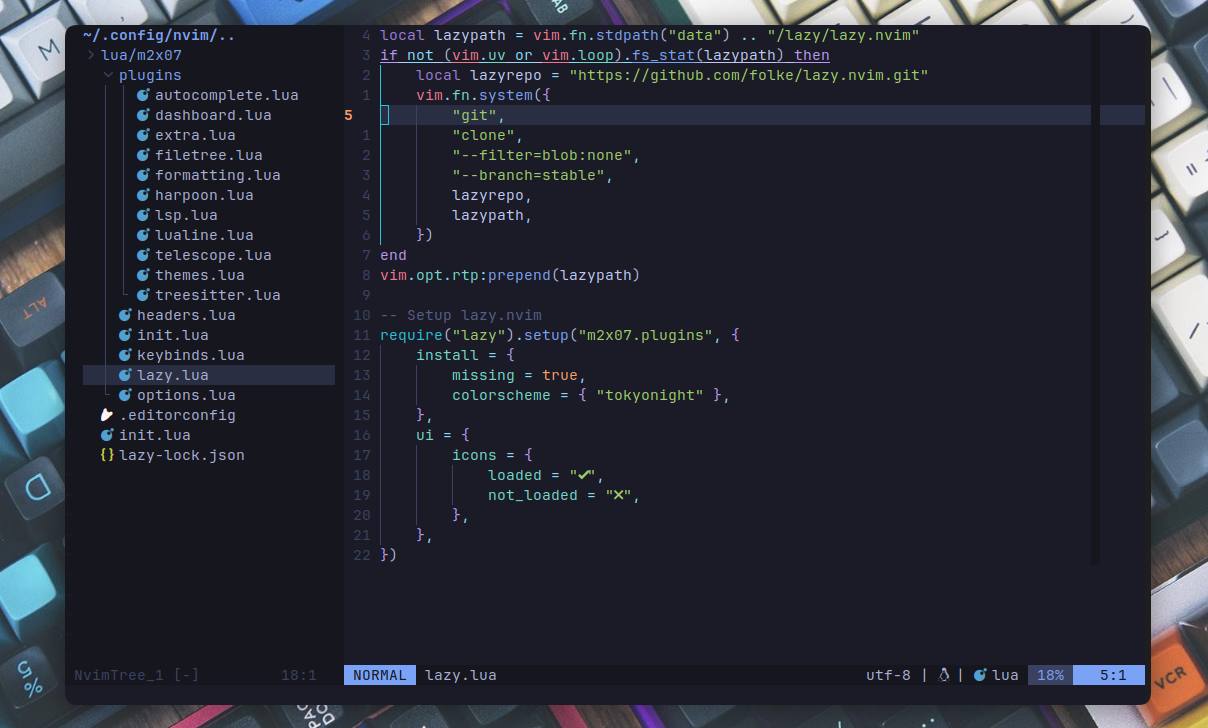 ~/.config/nvim/..
lua/m2x07
plugins
autocomplete.lua
dashboard.lua
extra.lua
filetree.lua
formatting.lua
harpoon.lua
lsp.lua
lualine.lua
telescope.lua
themes.lua
treesitter.lua
headers.lua
init.lua
keybinds.lua
lazy.lua
options.lua
.editorconfig
init.lua
{} lazy-lock.json
NvimTree_1 [-] 18:1
4 local lazypath = vim.fn.stdpath("data") .. "/lazy/lazy.nvim"
3 if not (vim.uv or vim.loop).fs_stat(lazypath) then
2 local lazyrepo = "https://github.com/folke/lazy.nvim.git"
1 vim.fn.system({
5 "git",
1 "clone",
2 "--filter=blob:none",
3 "--branch=stable",
4 lazyrepo,
5 lazypath,
6 })
7 end
8 vim.opt.rtp:prepend(lazypath)
9
10 -- Setup lazy.nvim
11 require("lazy").setup("m2x07.plugins", {
12 install = {
13 missing = true,
14 colorscheme = { "tokyonight" },
15 },
16 ui = {
17 icons = {
18 loaded = "✔",
19 not_loaded = "✕",
20 },
21 },
22 })
NORMAL lazy.lua utf-8 | | lua 18% 5:1
M
ALT
D
5
%
AB
VCR